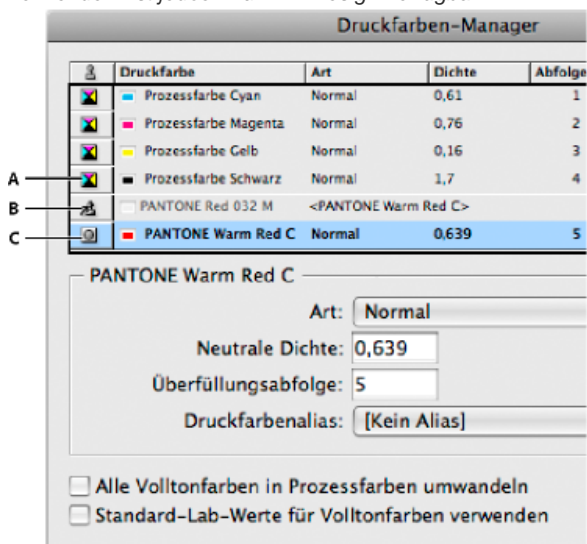 Druckfarben-Manager
Druckfarbe Art Dichte Abfolge
Prozessfarbe Cyan Normal 0,61 1
Prozessfarbe Magenta Normal 0,76 2
Prozessfarbe Gelb Normal 0,16 3
A Prozessfarbe Schwarz Normal 1,7 4
B PANTONE Red 032 M <PANTONE Warm Red C>
C PANTONE Warm Red C Normal 0,639 5
PANTONE Warm Red C
Art: Normal
Neutrale Dichte: 0,639
Überfüllungsabfolge: 5
Druckfarbenalias: [Kein Alias]
Alle Volltonfarben in Prozessfarben umwandeln
Standard-Lab-Werte für Volltonfarben verwenden